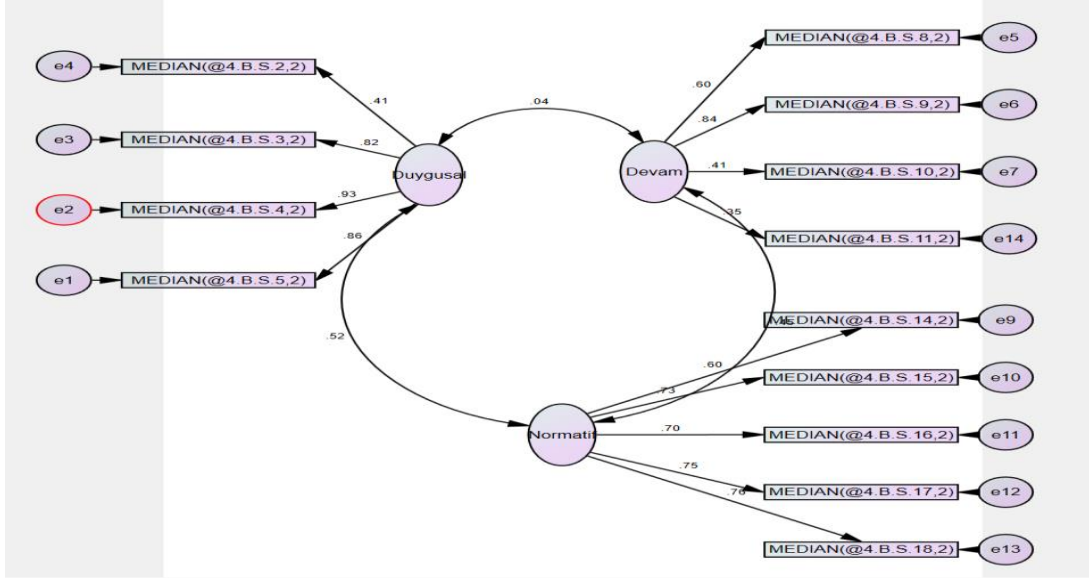 e4
MEDIAN(@4.B.S.2,2)
.41
e3
MEDIAN(@4.B.S.3,2)
.82
e2
MEDIAN(@4.B.S.4,2)
.93
e1
MEDIAN(@4.B.S.5,2)
.86
Duygusal
.04
Devam
.60
MEDIAN(@4.B.S.8,2)
e5
.84
MEDIAN(@4.B.S.9,2)
e6
.41
MEDIAN(@4.B.S.10,2)
e7
.35
MEDIAN(@4.B.S.11,2)
e14
.52
Normatif
.60
MEDIAN(@4.B.S.14,2)
e9
.73
MEDIAN(@4.B.S.15,2)
e10
.70
MEDIAN(@4.B.S.16,2)
e11
.75
MEDIAN(@4.B.S.17,2)
e12
.76
MEDIAN(@4.B.S.18,2)
e13